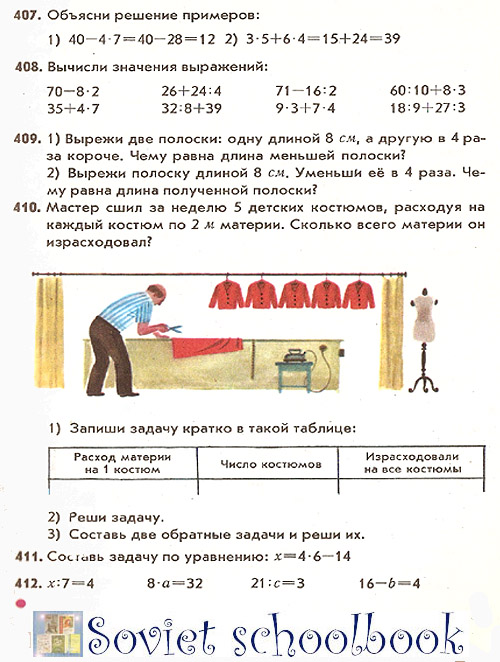 407. Объясни решение примеров:
1) 40−4·7=40−28=12 2) 3·5+6·4=15+24=39
408. Вычисли значения выражений:
70−8·2 26+24:4 71−16:2 60:10+8·3
35+4·7 32:8+39 9·3+7·4 18:9+27:3
409. 1) Вырежи две полоски: одну длиной 8 см, а другую в 4 ра-
за короче. Чему равна длина меньшей полоски?
2) Вырежи полоску длиной 8 см. Уменьши её в 4 раза. Че-
му равна длина полученной полоски?
410. Мастер сшил за неделю 5 детских костюмов, расходуя на
каждый костюм по 2 м материи. Сколько всего материи он
израсходовал?
1) Запиши задачу кратко в такой таблице:
Расход материи
на 1 костюм
Число костюмов
Израсходовали
на все костюмы
2) Реши задачу.
3) Составь две обратные задачи и реши их.
411. Составь задачу по уравнению: x=4·6−14
412. x:7=4 8·a=32 21:c=3 16−b=4
Soviet schoolbook